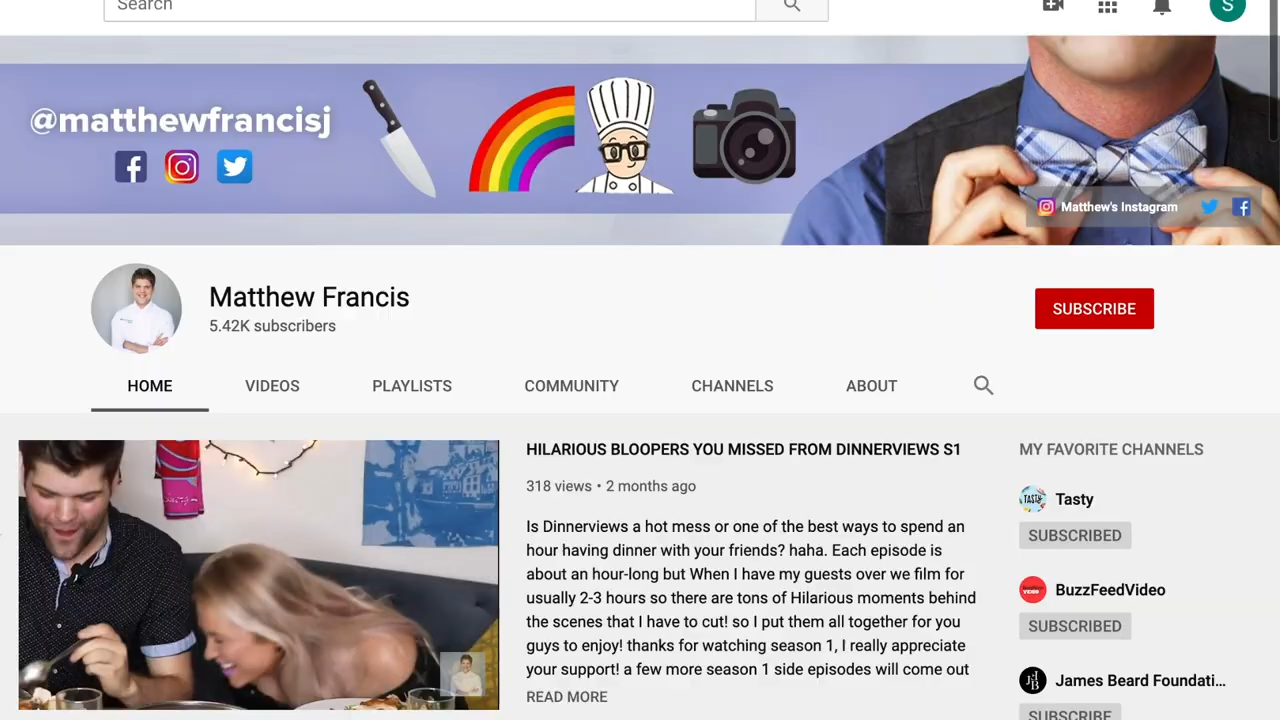 Search
S
@matthewfrancisj
Matthew's Instagram
Matthew Francis
5.42K subscribers
SUBSCRIBE
HOME VIDEOS PLAYLISTS COMMUNITY CHANNELS ABOUT
HILARIOUS BLOOPERS YOU MISSED FROM DINNERVIEWS S1
318 views • 2 months ago
Is Dinnerviews a hot mess or one of the best ways to spend an
hour having dinner with your friends? haha. Each episode is
about an hour-long but When I have my guests over we film for
usually 2-3 hours so there are tons of Hilarious moments behind
the scenes that I have to cut! so I put them all together for you
guys to enjoy! thanks for watching season 1, I really appreciate
your support! a few more season 1 side episodes will come out
READ MORE
MY FAVORITE CHANNELS
TASTY
Tasty
SUBSCRIBED
BuzzFeedVideo
SUBSCRIBED
James Beard Foundati...
SUBSCRIBE